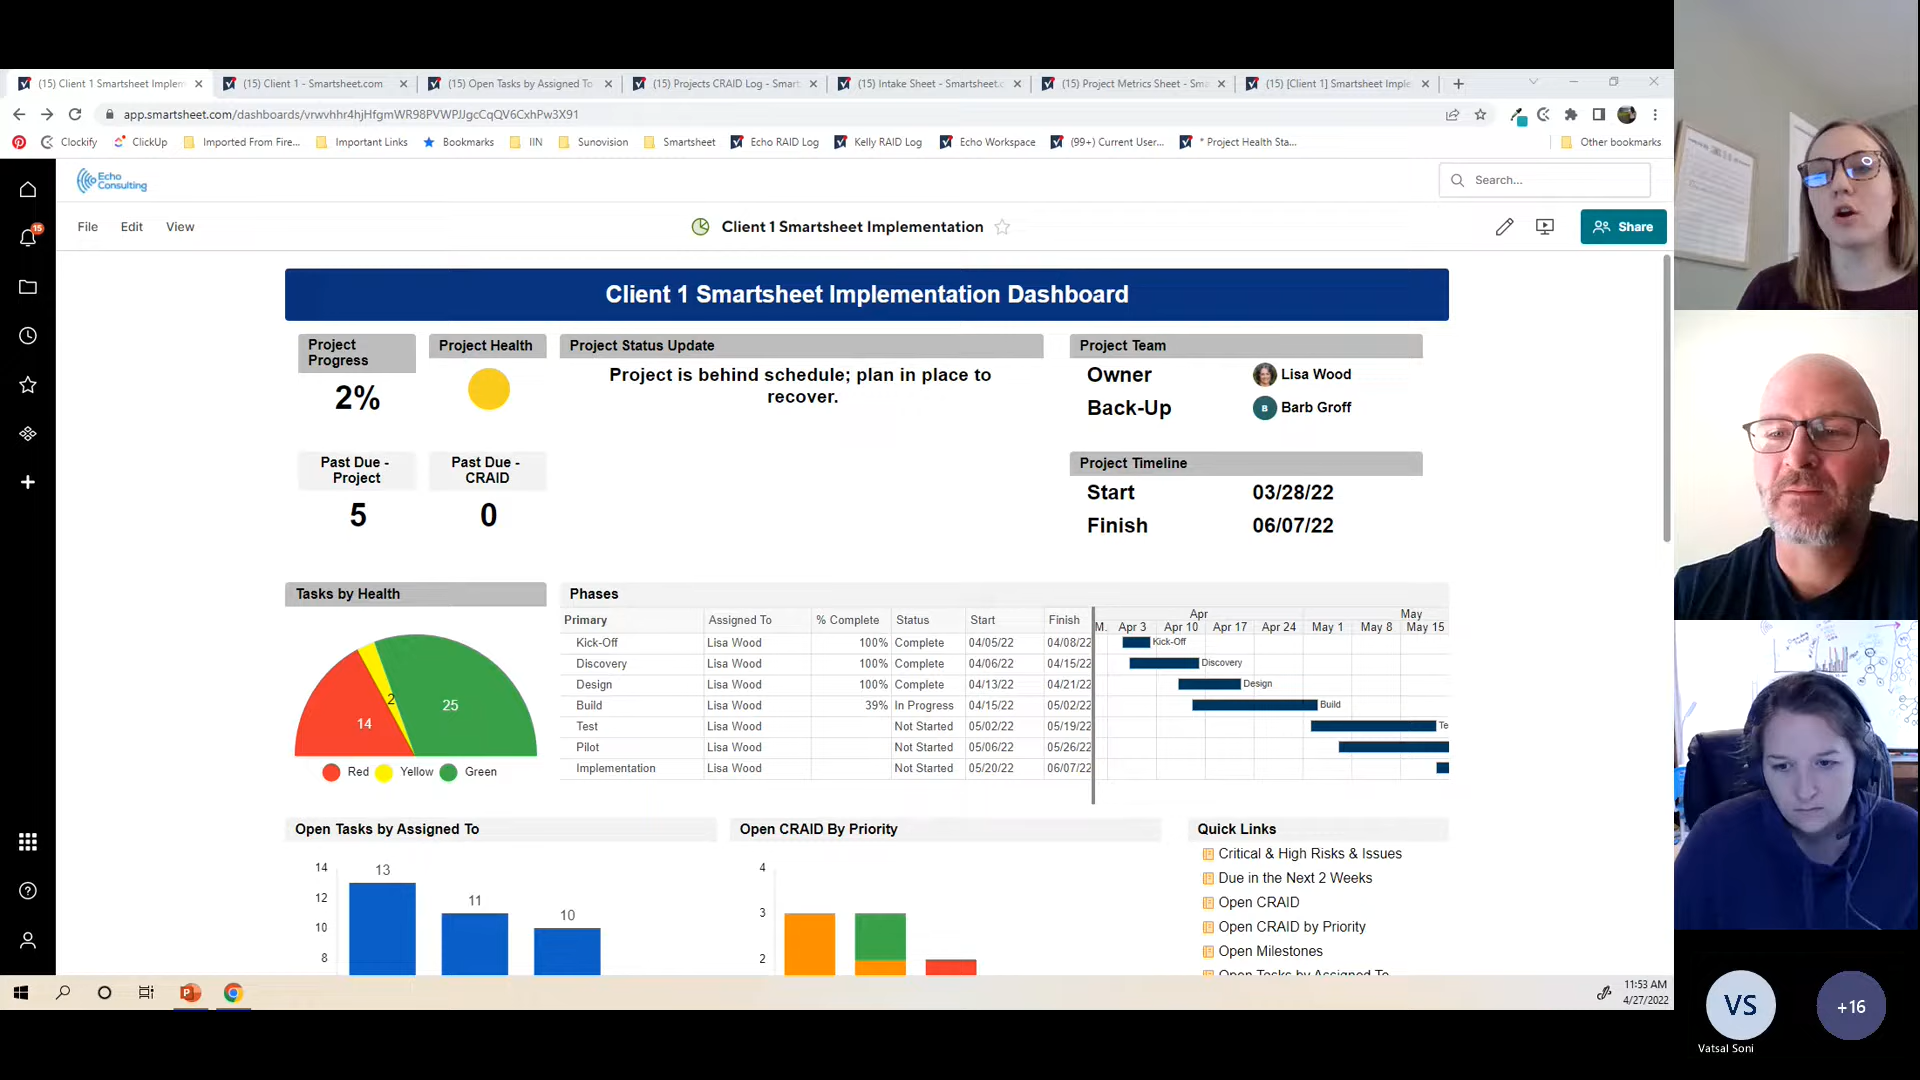 (15) Client 1 Smartsheet Implem
(15) Client 1 - Smartsheet.com
(15) Open Tasks by Assigned To
(15) Projects CRAID Log - Smart
(15) Intake Sheet - Smartsheet.c
(15) Project Metrics Sheet - Sma
(15) [Client 1] Smartsheet Imple
app.smartsheet.com/dashboards/vrwvhhr4hjHfgmWR98PVWPJJgcCqQV6CxhPw3X91
Clockify
ClickUp
Imported From Fire...
Important Links
Bookmarks
IIN
Sunovision
Smartsheet
Echo RAID Log
Kelly RAID Log
Echo Workspace
(99+) Current User...
* Project Health Sta...
Other bookmarks
Echo
Consulting
Search...
15
File
Edit
View
Client 1 Smartsheet Implementation
Share
Client 1 Smartsheet Implementation Dashboard
Project
Progress
2%
Project Health
Project Status Update
Project is behind schedule; plan in place to
recover.
Project Team
Owner Lisa Wood
Back-Up B Barb Groff
Past Due -
Project
5
Past Due -
CRAID
0
Project Timeline
Start 03/28/22
Finish 06/07/22
Tasks by Health
14
2
25
Red Yellow Green
Phases
Primary Assigned To % Complete Status Start Finish
Kick-Off Lisa Wood 100% Complete 04/05/22 04/08/22
Discovery Lisa Wood 100% Complete 04/06/22 04/15/22
Design Lisa Wood 100% Complete 04/13/22 04/21/22
Build Lisa Wood 39% In Progress 04/15/22 05/02/22
Test Lisa Wood Not Started 05/02/22 05/19/22
Pilot Lisa Wood Not Started 05/06/22 05/26/22
Implementation Lisa Wood Not Started 05/20/22 06/07/22
Apr May
M. Apr 3 Apr 10 Apr 17 Apr 24 May 1 May 8 May 15
Kick-Off
Discovery
Design
Build
Te
Open Tasks by Assigned To
14
12
10
8
13
11
10
Open CRAID By Priority
4
3
2
Quick Links
Critical & High Risks & Issues
Due in the Next 2 Weeks
Open CRAID
Open CRAID by Priority
Open Milestones
Open Tasks by Assigned To
11:53 AM
4/27/2022
VS
Vatsal Soni
+16